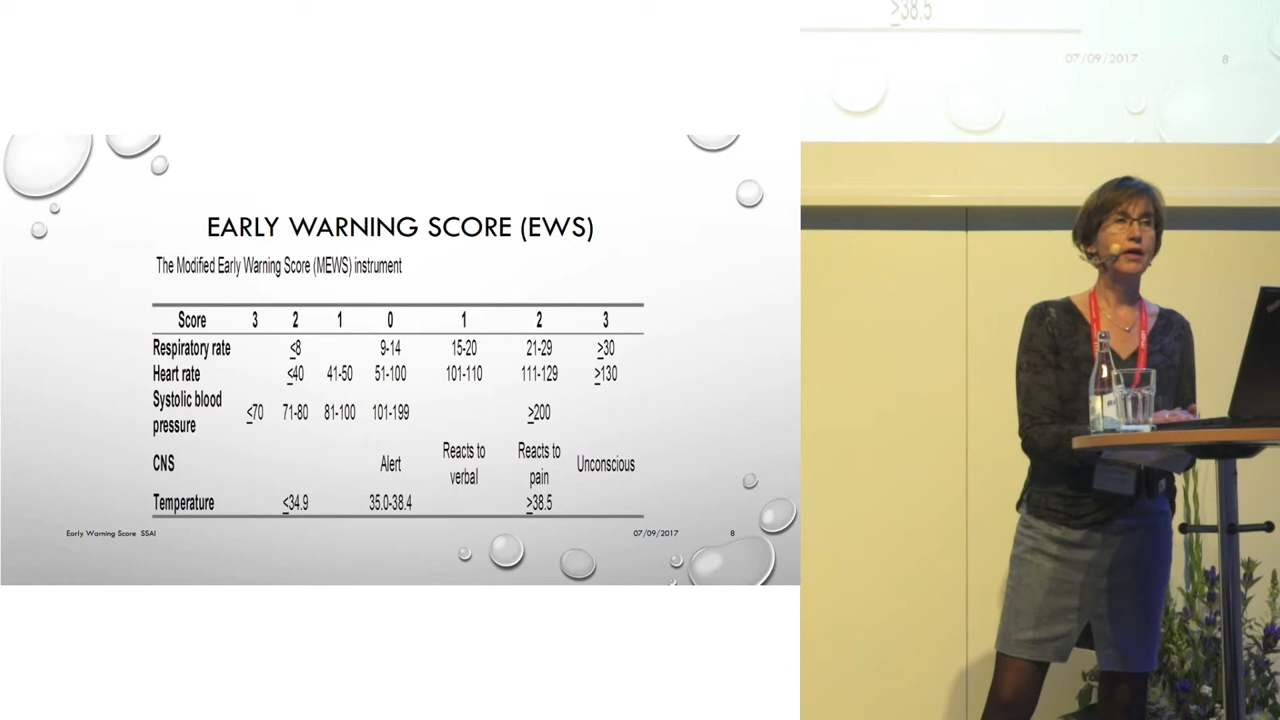 EARLY WARNING SCORE (EWS)
The Modified Early Warning Score (MEWS) instrument
Score 3 2 1 0 1 2 3
Respiratory rate ≤8 9-14 15-20 21-29 ≥30
Heart rate ≤40 41-50 51-100 101-110 111-129 ≥130
Systolic blood
pressure ≤70 71-80 81-100 101-199 ≥200
CNS Alert Reacts to verbal Reacts to pain Unconscious
Temperature ≤34.9 35.0-38.4 ≥38.5
Early Warning Score SSAI 07/09/2017 8
≥38.5
07/09/2017 8